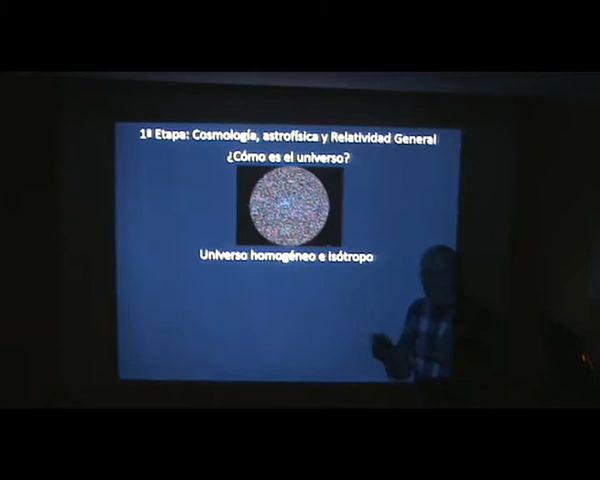 1ª Etapa: Cosmología, astrofísica y Relatividad General
¿Cómo es el universo?
Universo homogéneo e isótropo